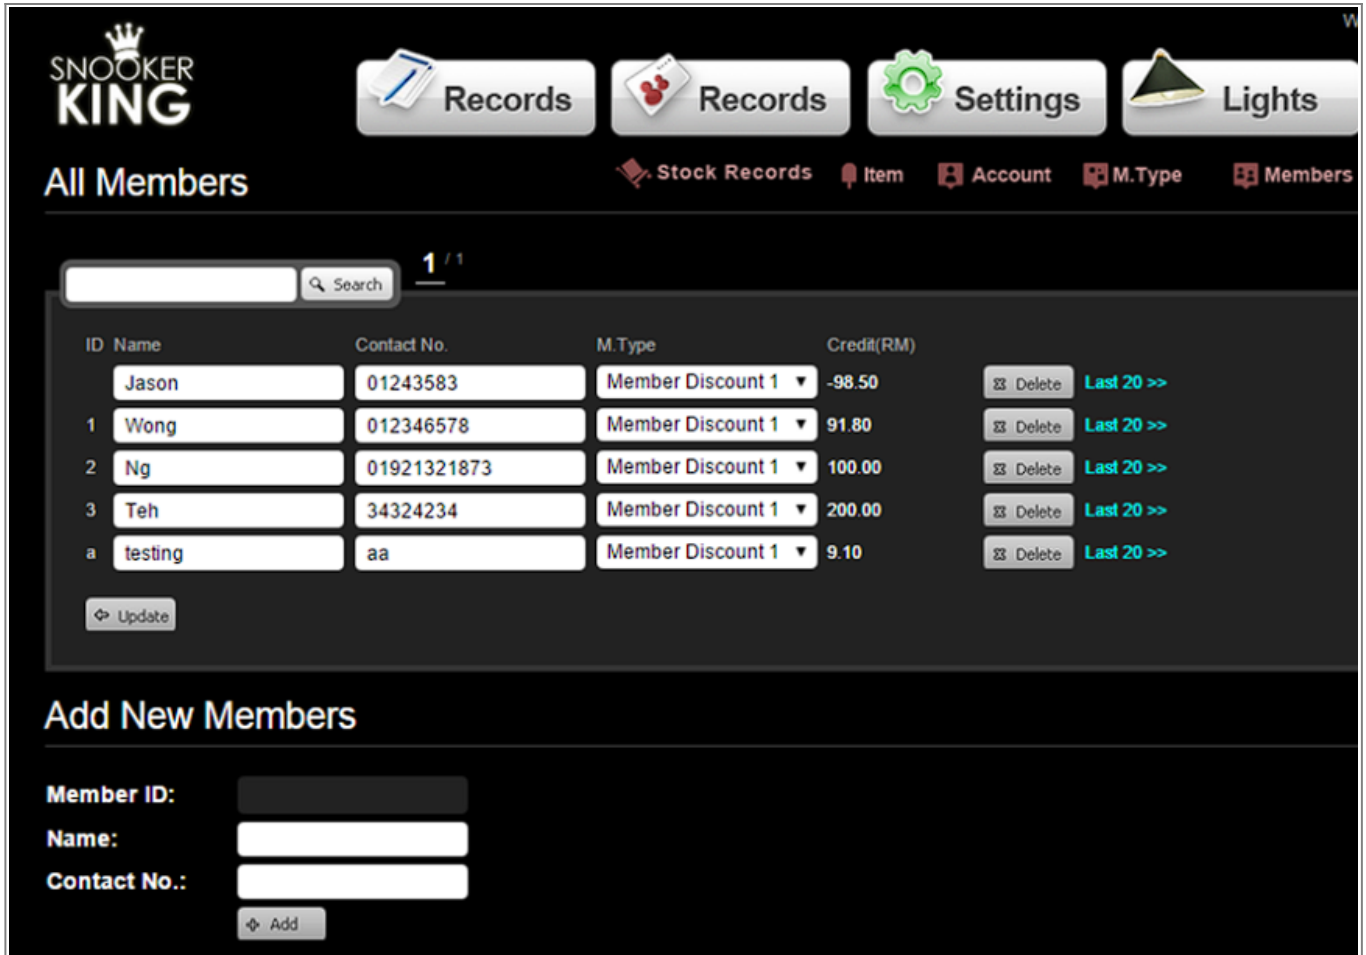 W
SNOOKER
KING
Records
Records
Settings
Lights
All Members
Stock Records
Item
Account
M.Type
Members
Search
1 / 1
ID Name Contact No. M.Type Credit(RM)
Jason 01243583 Member Discount 1 -98.50 Delete Last 20 >>
1 Wong 012346578 Member Discount 1 91.80 Delete Last 20 >>
2 Ng 01921321873 Member Discount 1 100.00 Delete Last 20 >>
3 Teh 34324234 Member Discount 1 200.00 Delete Last 20 >>
a testing aa Member Discount 1 9.10 Delete Last 20 >>
Update
Add New Members
Member ID:
Name:
Contact No.:
Add